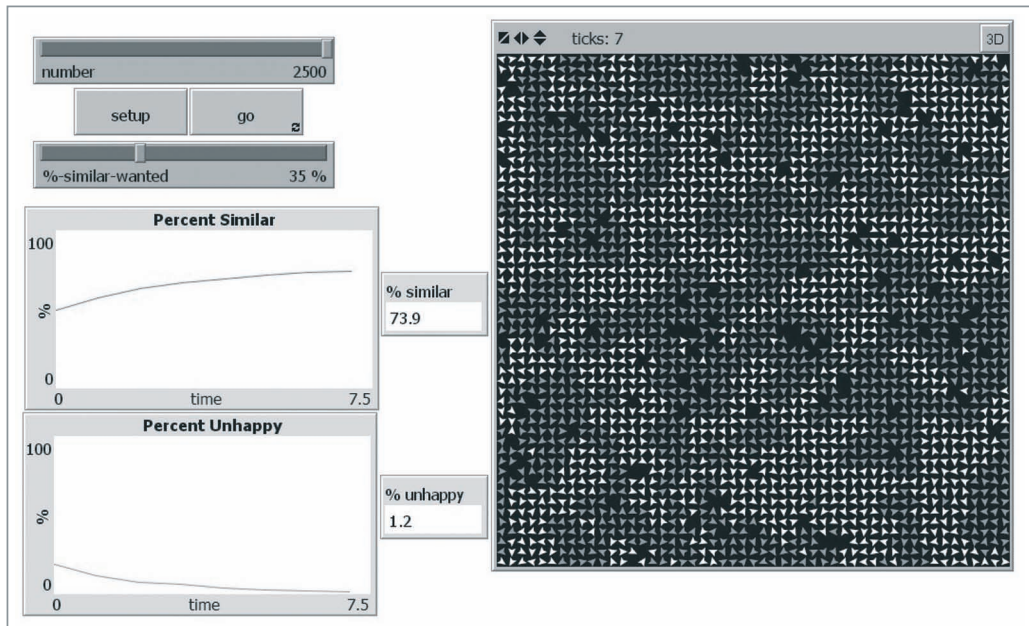 number 2500
setup
go
%-similar-wanted 35 %
Percent Similar
100
%
0
0 time 7.5
% similar
73.9
Percent Unhappy
100
%
0
0 time 7.5
% unhappy
1.2
ticks: 7
3D